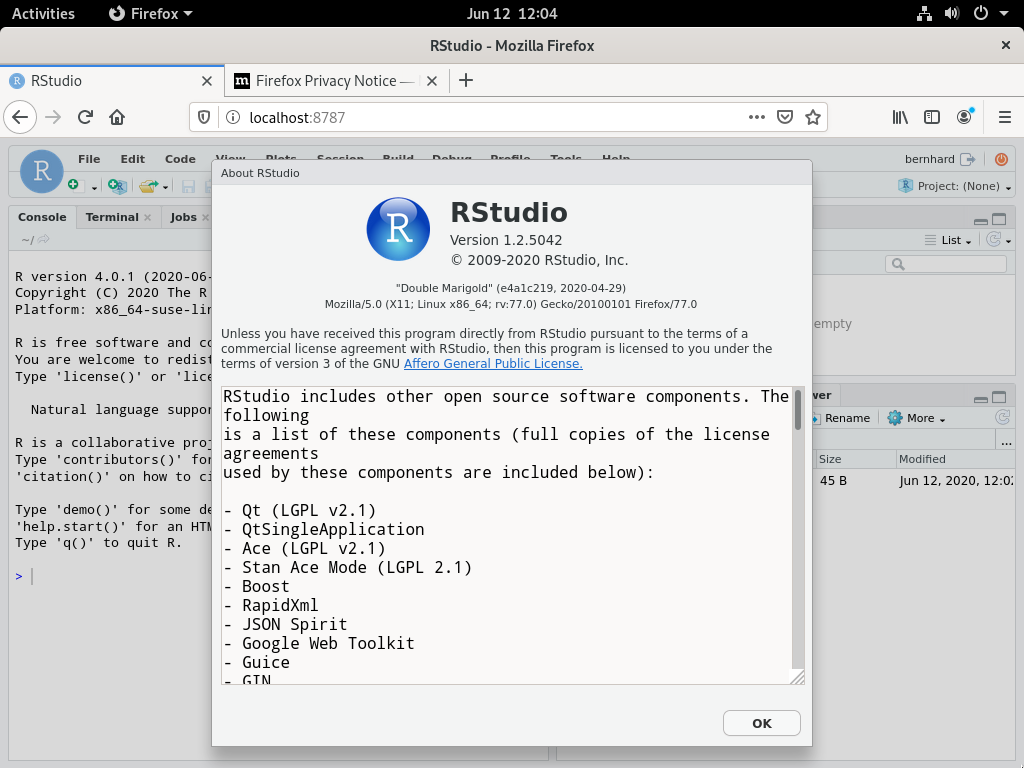 Activities Firefox Jun 12 12:04
RStudio - Mozilla Firefox
RStudio Firefox Privacy Notice —
localhost:8787
File Edit Code View Plots Session Build Debug Profile Tools Help bernhard
Project: (None)
Console Terminal Jobs
~/
List
R version 4.0.1 (2020-06-
Copyright (C) 2020 The R
Platform: x86_64-suse-lin
R is free software and co
You are welcome to redist
Type 'license()' or 'lice
Natural language suppor
R is a collaborative proj
Type 'contributors()' for
'citation()' on how to ci
Type 'demo()' for some de
'help.start()' for an HTM
Type 'q()' to quit R.
>
About RStudio
R
RStudio
Version 1.2.5042
© 2009-2020 RStudio, Inc.
"Double Marigold" (e4a1c219, 2020-04-29)
Mozilla/5.0 (X11; Linux x86_64; rv:77.0) Gecko/20100101 Firefox/77.0
Unless you have received this program directly from RStudio pursuant to the terms of a
commercial license agreement with RStudio, then this program is licensed to you under the
terms of version 3 of the GNU Affero General Public License.
RStudio includes other open source software components. The
following
is a list of these components (full copies of the license
agreements
used by these components are included below):
- Qt (LGPL v2.1)
- QtSingleApplication
- Ace (LGPL v2.1)
- Stan Ace Mode (LGPL 2.1)
- Boost
- RapidXml
- JSON Spirit
- Google Web Toolkit
- Guice
- GIN
OK
empty
wer
Rename More
...
Size Modified
45 B Jun 12, 2020, 12:02